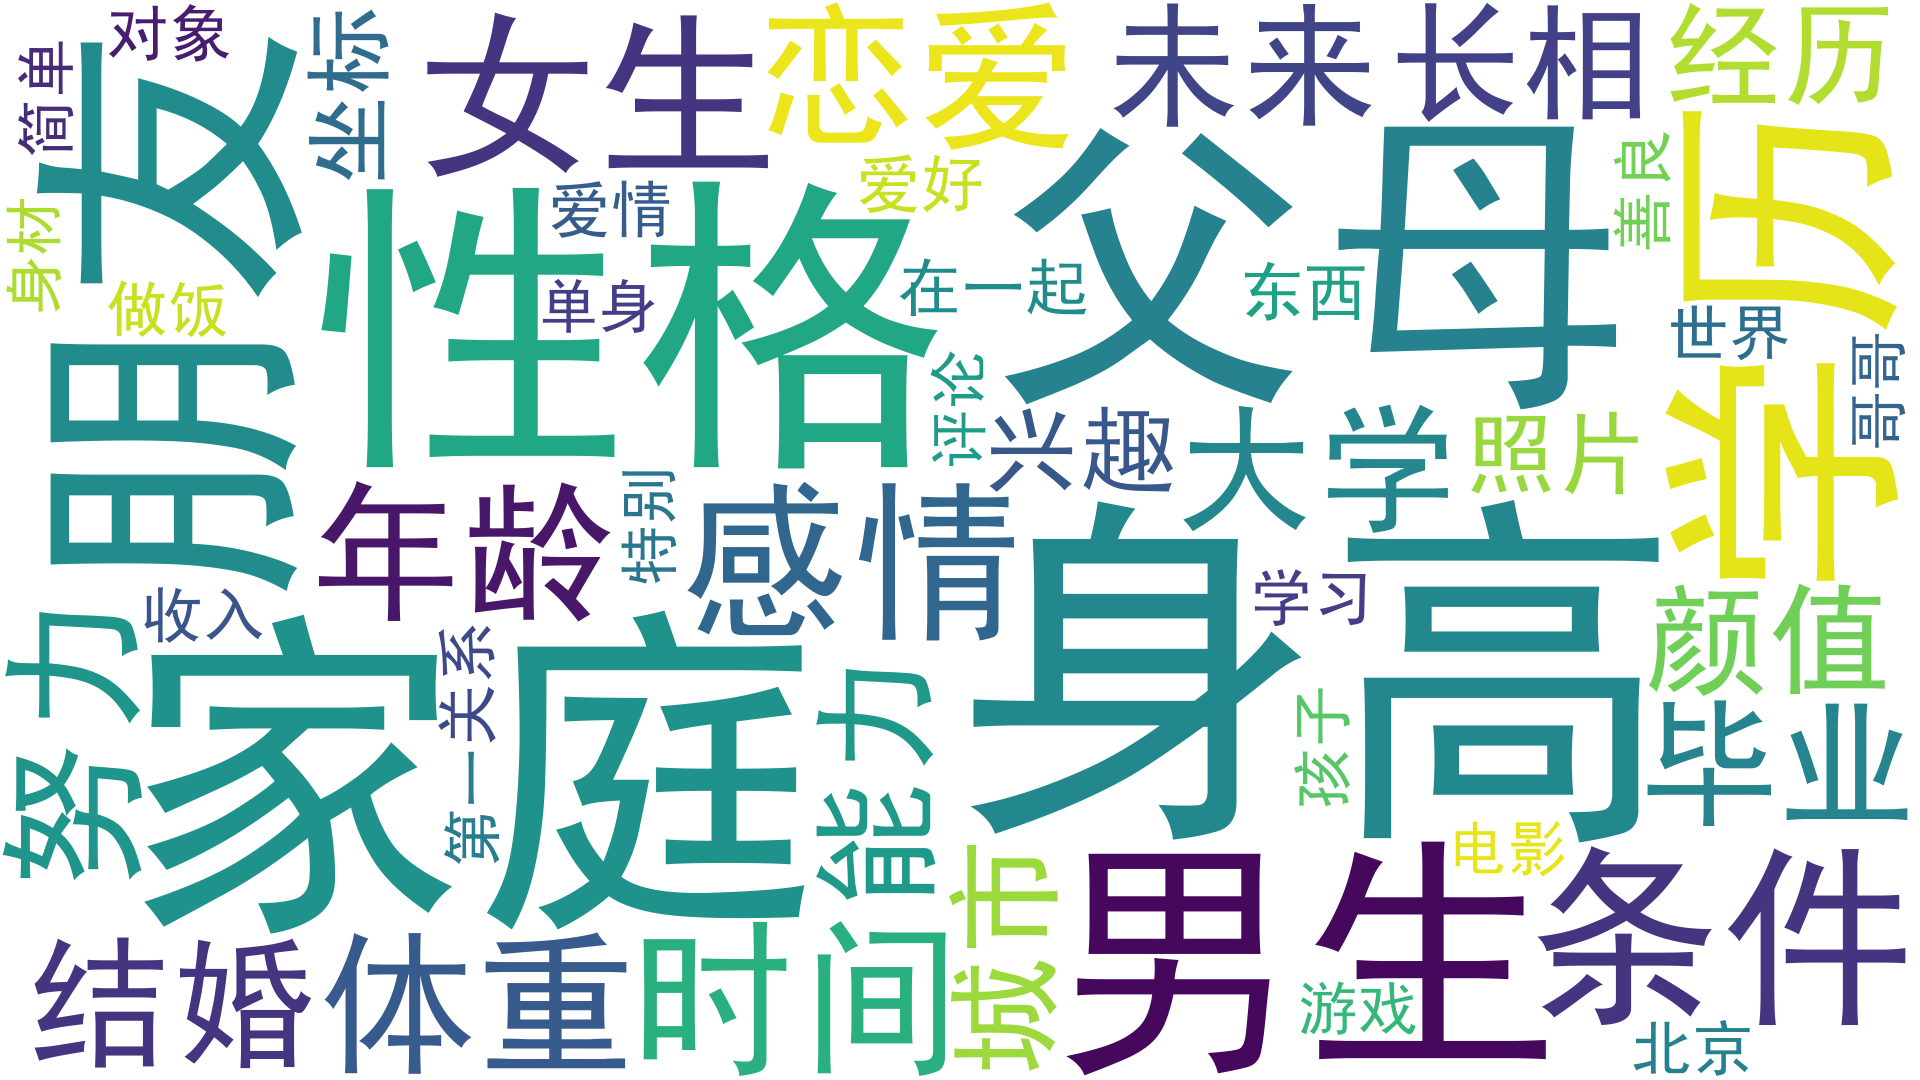 对象
简单
朋友
坐标
女生
恋爱
未来
长相
经历
身材
做饭
性格
爱情
单身
爱好
在一起
父母
东西
善良
学历
世界
哥哥
评论
兴趣
大学
照片
年龄
特别
感情
身高
学习
颜值
收入
努力
家庭
第一关系
能力
孩子
毕业
电影
城市
男生
条件
结婚
体重
时间
游戏
北京